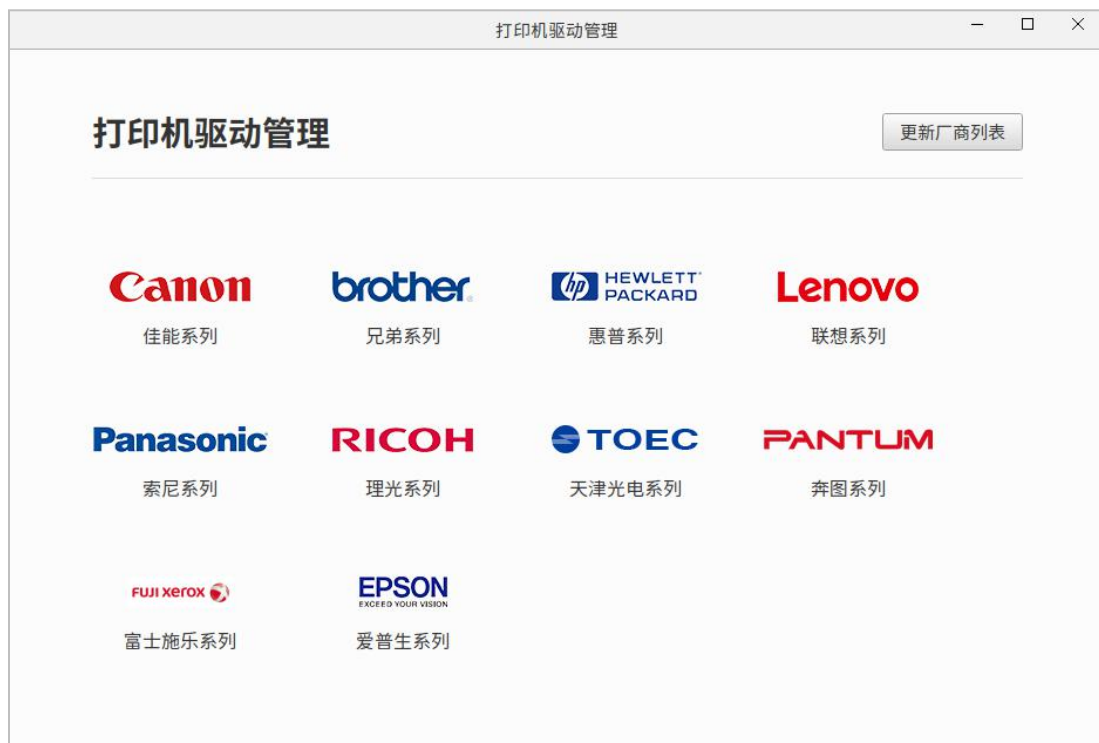 打印机驱动管理
打印机驱动管理
更新厂商列表
Canon
brother
hp HEWLETT PACKARD
Lenovo
佳能系列
兄弟系列
惠普系列
联想系列
Panasonic
RICOH
TOEC
PANTUM
索尼系列
理光系列
天津光电系列
奔图系列
FUJI xerox
EPSON
EXCEED YOUR VISION
富士施乐系列
爱普生系列